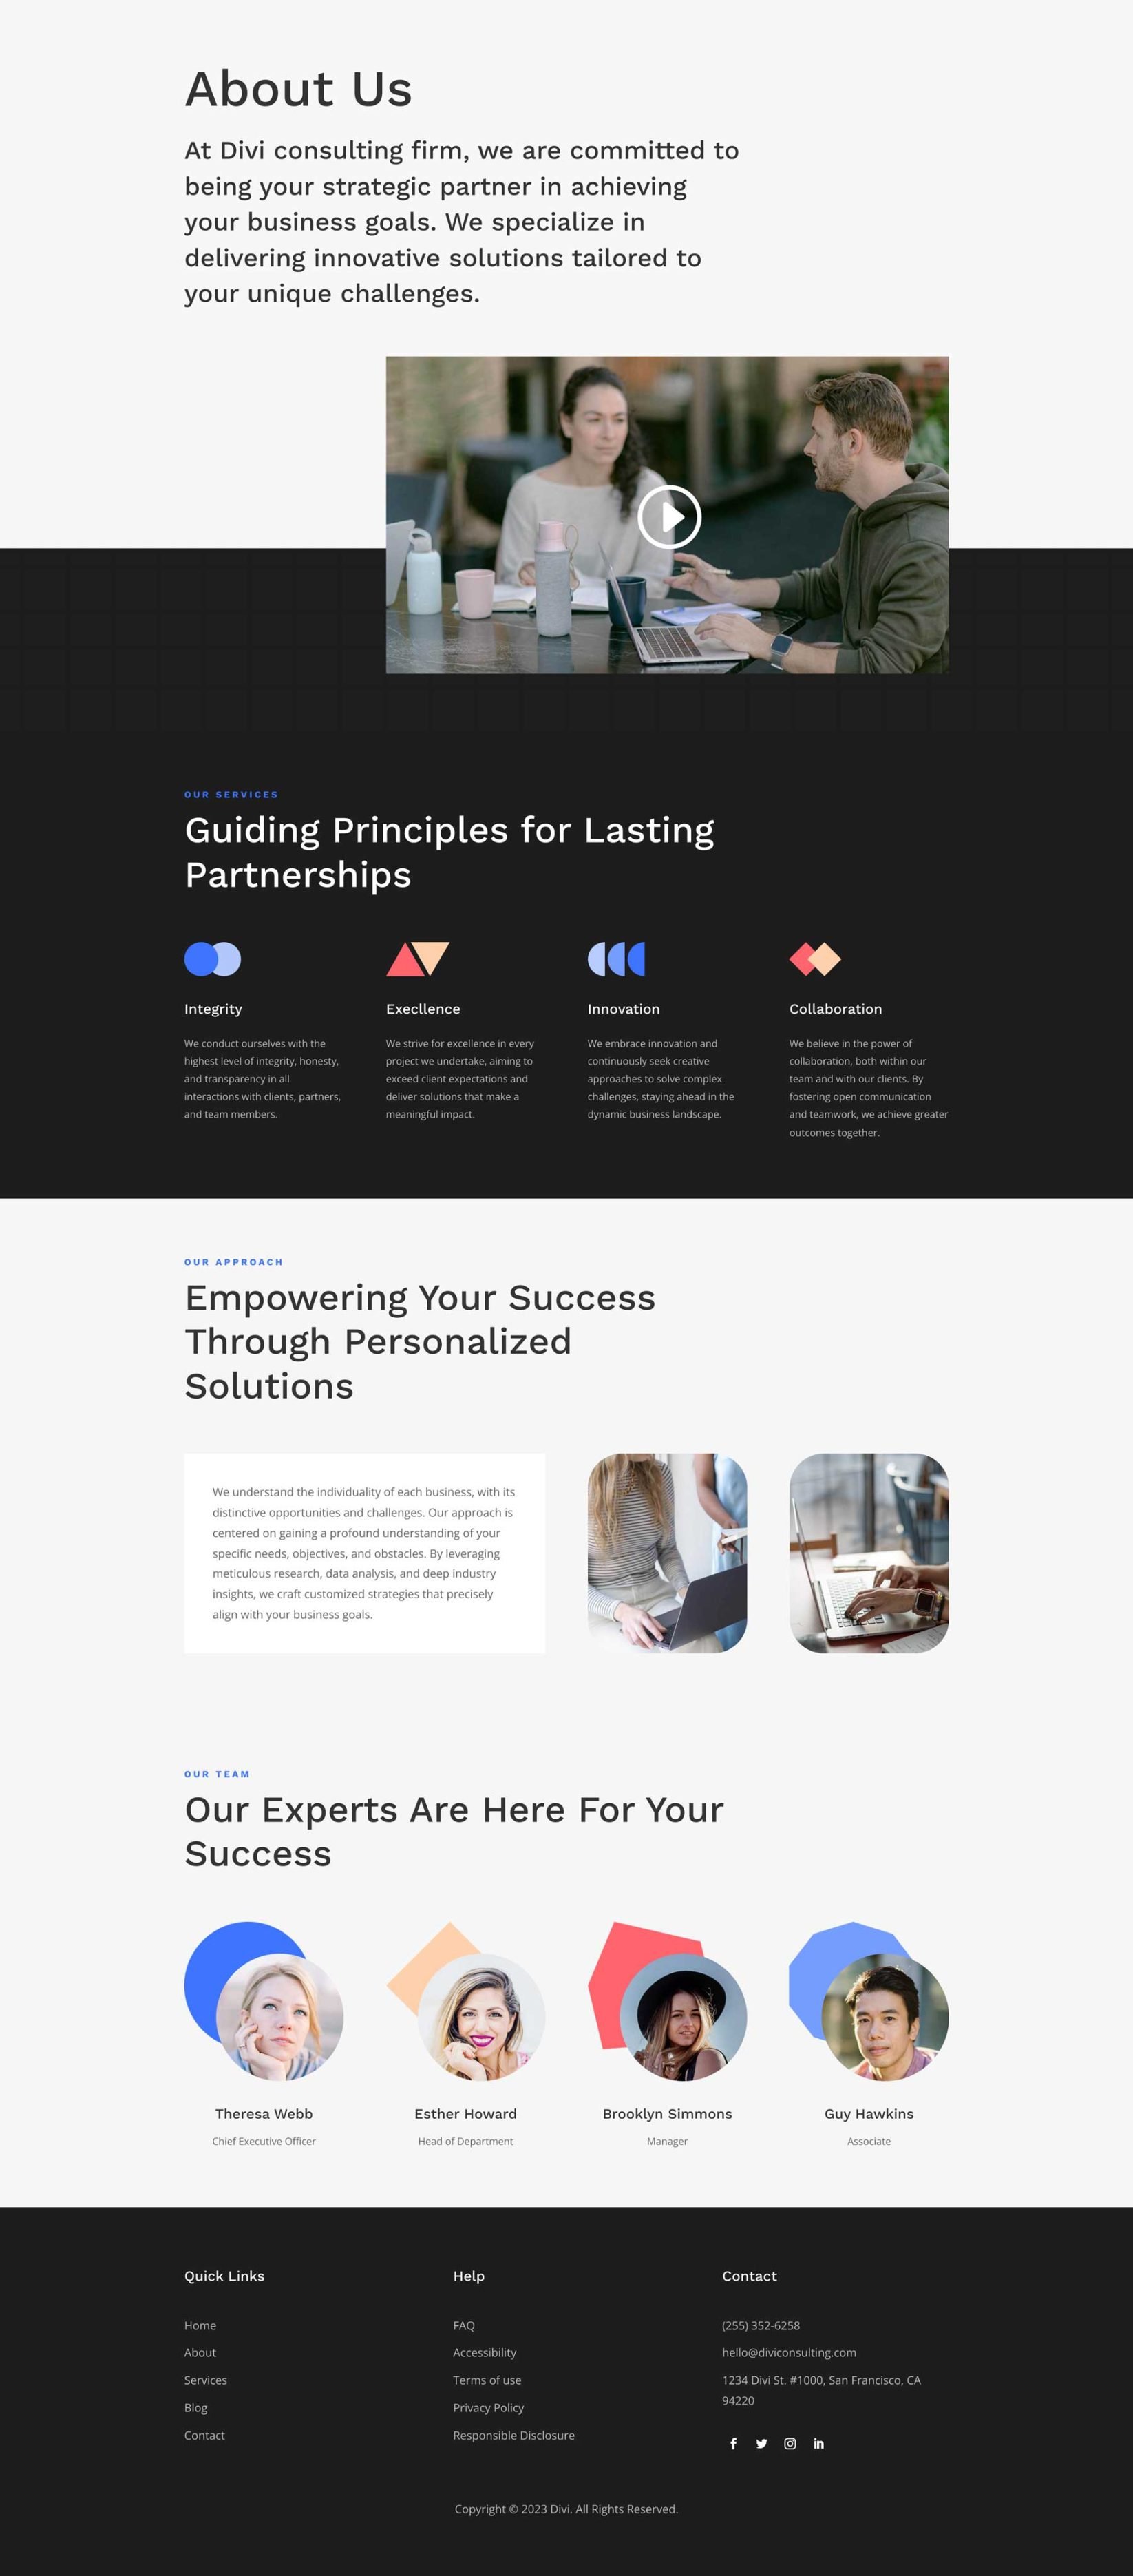 About Us
At Divi consulting firm, we are committed to
being your strategic partner in achieving
your business goals. We specialize in
delivering innovative solutions tailored to
your unique challenges.
OUR SERVICES
Guiding Principles for Lasting
Partnerships
Integrity
We conduct ourselves with the
highest level of integrity, honesty,
and transparency in all
interactions with clients, partners,
and team members.
Execllence
We strive for excellence in every
project we undertake, aiming to
exceed client expectations and
deliver solutions that make a
meaningful impact.
Innovation
We embrace innovation and
continuously seek creative
approaches to solve complex
challenges, staying ahead in the
dynamic business landscape.
Collaboration
We believe in the power of
collaboration, both within our
team and with our clients. By
fostering open communication
and teamwork, we achieve greater
outcomes together.
OUR APPROACH
Empowering Your Success
Through Personalized
Solutions
We understand the individuality of each business, with its
distinctive opportunities and challenges. Our approach is
centered on gaining a profound understanding of your
specific needs, objectives, and obstacles. By leveraging
meticulous research, data analysis, and deep industry
insights, we craft customized strategies that precisely
align with your business goals.
OUR TEAM
Our Experts Are Here For Your
Success
Theresa Webb
Chief Executive Officer
Esther Howard
Head of Department
Brooklyn Simmons
Manager
Guy Hawkins
Associate
Quick Links
Home
About
Services
Blog
Contact
Help
FAQ
Accessibility
Terms of use
Privacy Policy
Responsible Disclosure
Contact
(255) 352-6258
hello@diviconsulting.com
1234 Divi St. #1000, San Francisco, CA
94220
Copyright © 2023 Divi. All Rights Reserved.